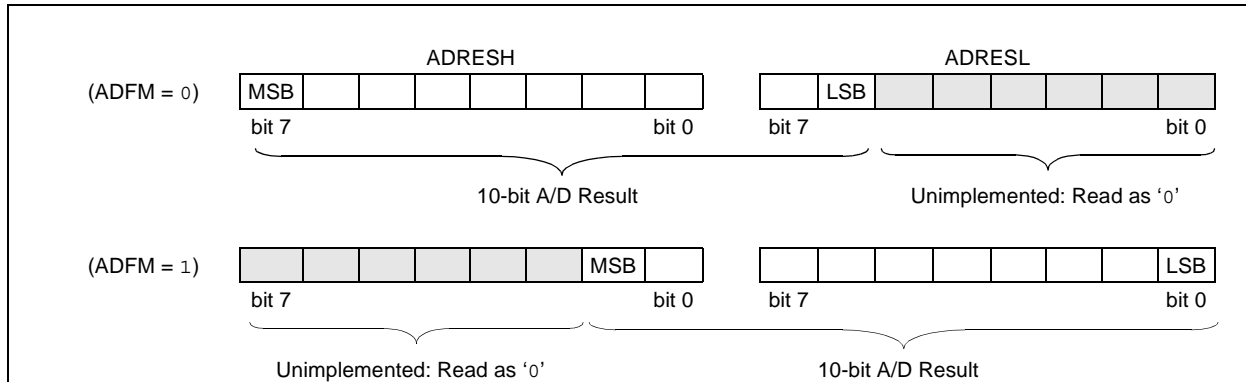 ADRESH ADRESL
(ADFM = 0) MSB LSB
bit 7 bit 0 bit 7 bit 0
10-bit A/D Result Unimplemented: Read as ‘0’
(ADFM = 1) MSB LSB
bit 7 bit 0 bit 7 bit 0
Unimplemented: Read as ‘0’ 10-bit A/D Result